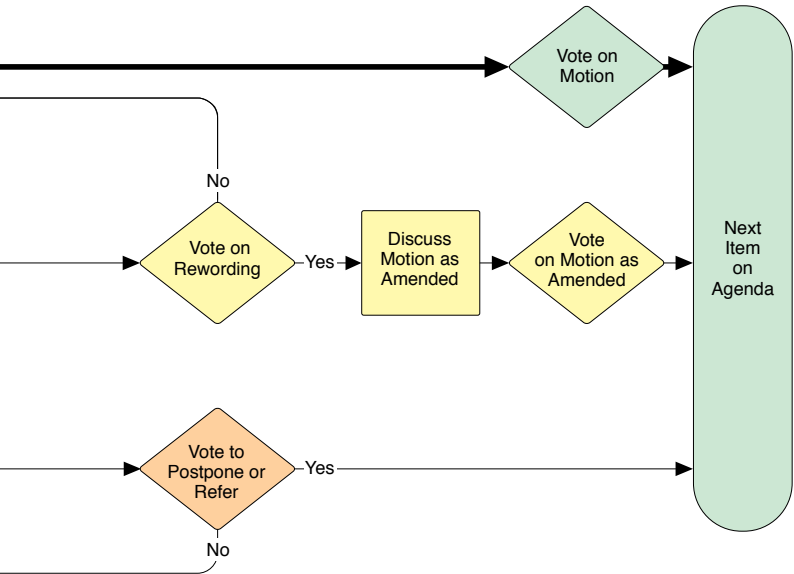 Vote on
Motion
No
Vote on
Rewording
Yes
Discuss
Motion as
Amended
Vote
on Motion as
Amended
Next
Item
on
Agenda
Vote to
Postpone or
Refer
Yes
No